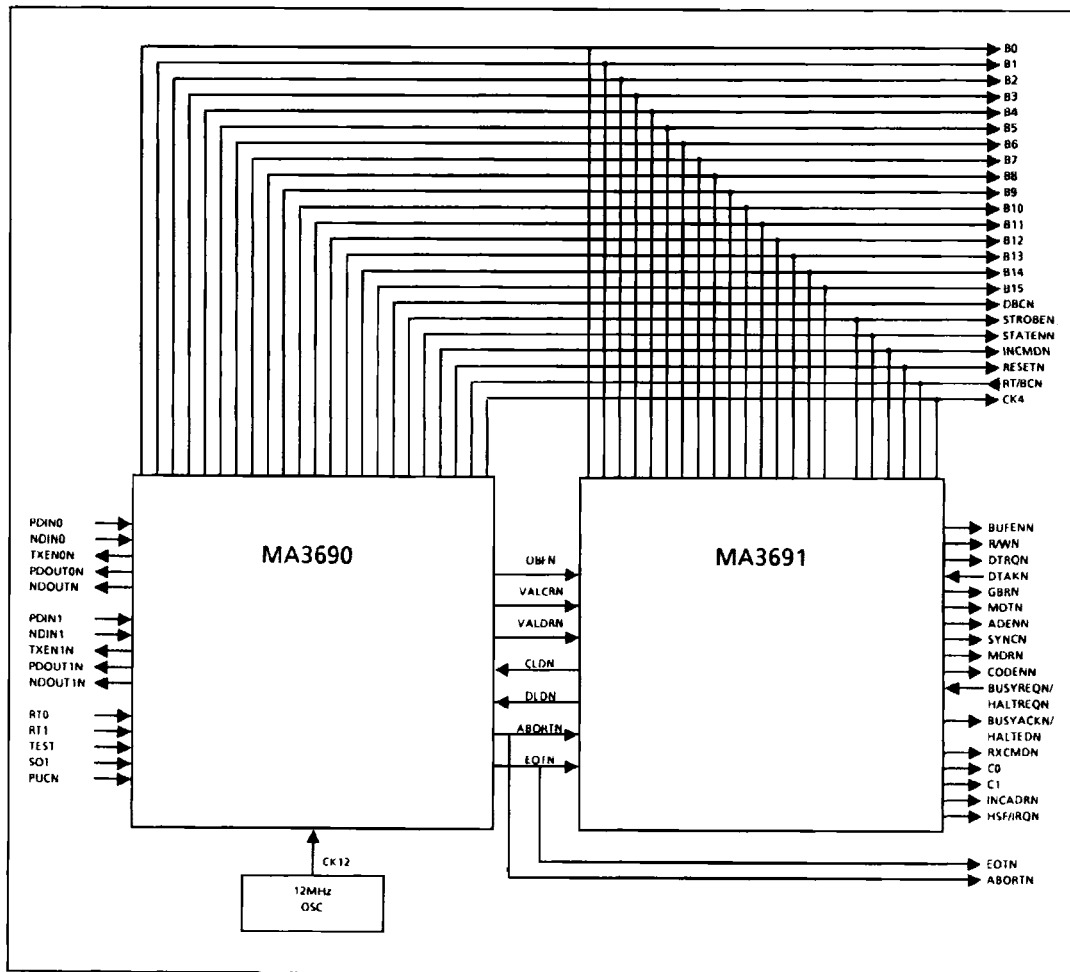 B0
B1
B2
B3
B4
B5
B6
B7
B8
B9
B10
B11
B12
B13
B14
B15
DBCN
STROBEN
STATENN
INCMDN
RESETN
RT/BCN
CK4
PDIN0
NDIN0
TXEN0N
PDOUT0N
NDOUTN
PDIN1
NDIN1
TXEN1N
PDOUT1N
NDOUT1N
RT0
RT1
TEST
SO1
PUCN
MA3690
OBFN
VALCRN
VALDRN
CLDN
DLDN
ABORTN
EOTN
MA3691
BUFENN
R/WN
DTRQN
DTAKN
GBRN
MOTN
ADENN
SYNCN
MDRN
CODENN
BUSYREQN/
HALTREQN
BUSYACKN/
HALTEDN
RXCMDN
C0
C1
INCADRN
HSF/IRQN
EOTN
ABORTN
CK12
12MHz
OSC